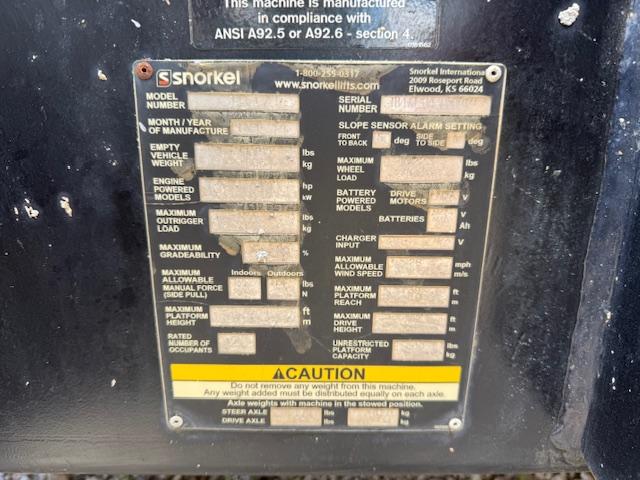 This machine is manufactured
in compliance with
ANSI A92.5 or A92.6 - section 4.
snorkel
1-800-255-0317
www.snorkellifts.com
Snorkel International
2009 Roseport Road
Elwood, KS 66024
MODEL
NUMBER
SERIAL
NUMBER
MONTH / YEAR
OF MANUFACTURE
SLOPE SENSOR ALARM SETTING
FRONT
TO BACK
deg
SIDE
TO SIDE
deg
EMPTY
VEHICLE
WEIGHT
lbs
kg
MAXIMUM
WHEEL
LOAD
lbs
kg
ENGINE
POWERED
MODELS
hp
kw
BATTERY
POWERED
MODELS
DRIVE
MOTORS
V
BATTERIES
V
Ah
MAXIMUM
OUTRIGGER
LOAD
lbs
kg
CHARGER
INPUT
V
MAXIMUM
GRADEABILITY
%
MAXIMUM
ALLOWABLE
WIND SPEED
mph
m/s
MAXIMUM
ALLOWABLE
MANUAL FORCE
(SIDE PULL)
Indoors
Outdoors
lbs
N
MAXIMUM
PLATFORM
REACH
ft
m
MAXIMUM
PLATFORM
HEIGHT
ft
m
MAXIMUM
DRIVE
HEIGHT
ft
m
RATED
NUMBER OF
OCCUPANTS
UNRESTRICTED
PLATFORM
CAPACITY
lbs
kg
CAUTION
Do not remove any weight from this machine.
Any weight added must be distributed equally on each axle.
Axle weights with machine in the stowed position.
STEER AXLE lbs kg
DRIVE AXLE lbs kg